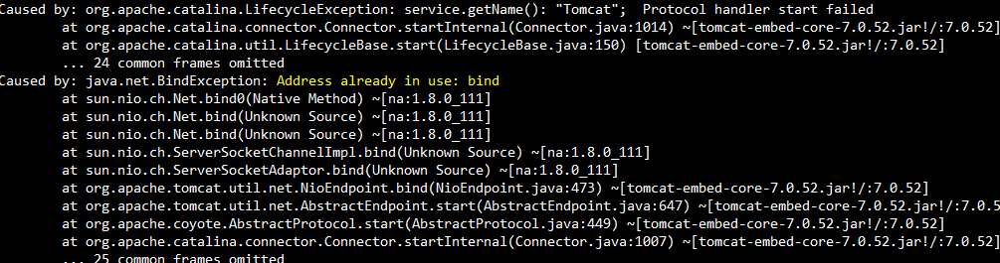 Caused by: org.apache.catalina.LifecycleException: service.getName(): "Tomcat";  Protocol handler start failed
at org.apache.catalina.connector.Connector.startInternal(Connector.java:1014) ~[tomcat-embed-core-7.0.52.jar!/:7.0.52]
at org.apache.catalina.util.LifecycleBase.start(LifecycleBase.java:150) [tomcat-embed-core-7.0.52.jar!/:7.0.52]
... 24 common frames omitted
Caused by: java.net.BindException: Address already in use: bind
at sun.nio.ch.Net.bind0(Native Method) ~[na:1.8.0_111]
at sun.nio.ch.Net.bind(Unknown Source) ~[na:1.8.0_111]
at sun.nio.ch.Net.bind(Unknown Source) ~[na:1.8.0_111]
at sun.nio.ch.ServerSocketChannelImpl.bind(Unknown Source) ~[na:1.8.0_111]
at sun.nio.ch.ServerSocketAdaptor.bind(Unknown Source) ~[na:1.8.0_111]
at org.apache.tomcat.util.net.NioEndpoint.bind(NioEndpoint.java:473) ~[tomcat-embed-core-7.0.52.jar!/:7.0.52]
at org.apache.tomcat.util.net.AbstractEndpoint.start(AbstractEndpoint.java:647) ~[tomcat-embed-core-7.0.52.jar!/:7.0.5
at org.apache.coyote.AbstractProtocol.start(AbstractProtocol.java:449) ~[tomcat-embed-core-7.0.52.jar!/:7.0.52]
at org.apache.catalina.connector.Connector.startInternal(Connector.java:1007) ~[tomcat-embed-core-7.0.52.jar!/:7.0.52]
... 25 common frames omitted